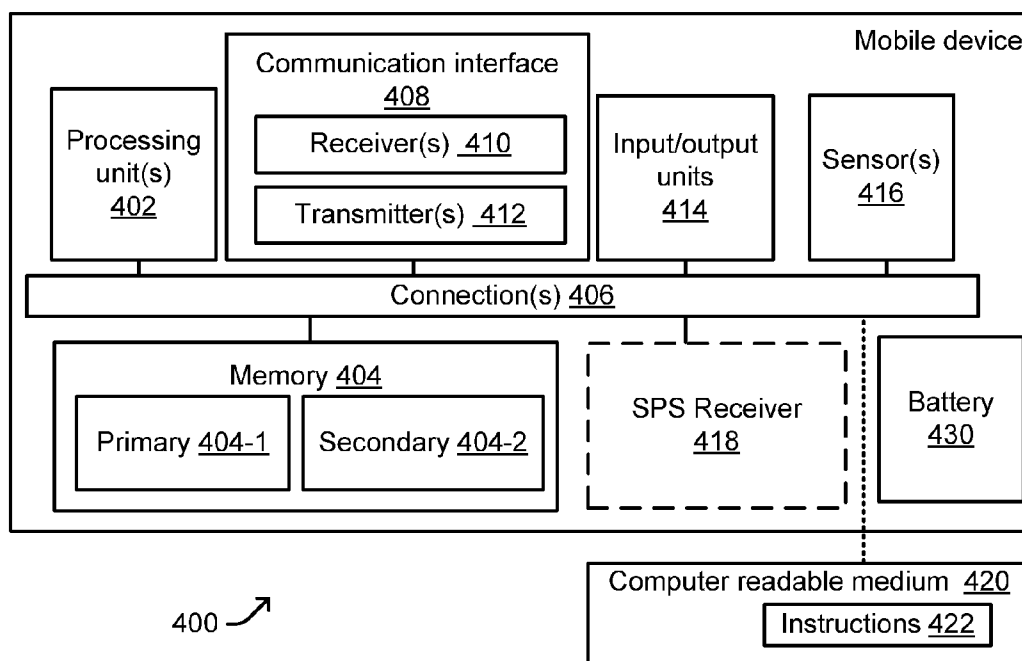 Mobile device
Communication interface
408
Receiver(s) 410
Transmitter(s) 412
Processing
unit(s)
402
Input/output
units
414
Sensor(s)
416
Connection(s) 406
Memory 404
Primary 404-1
Secondary 404-2
SPS Receiver
418
Battery
430
Computer readable medium 420
Instructions 422
400